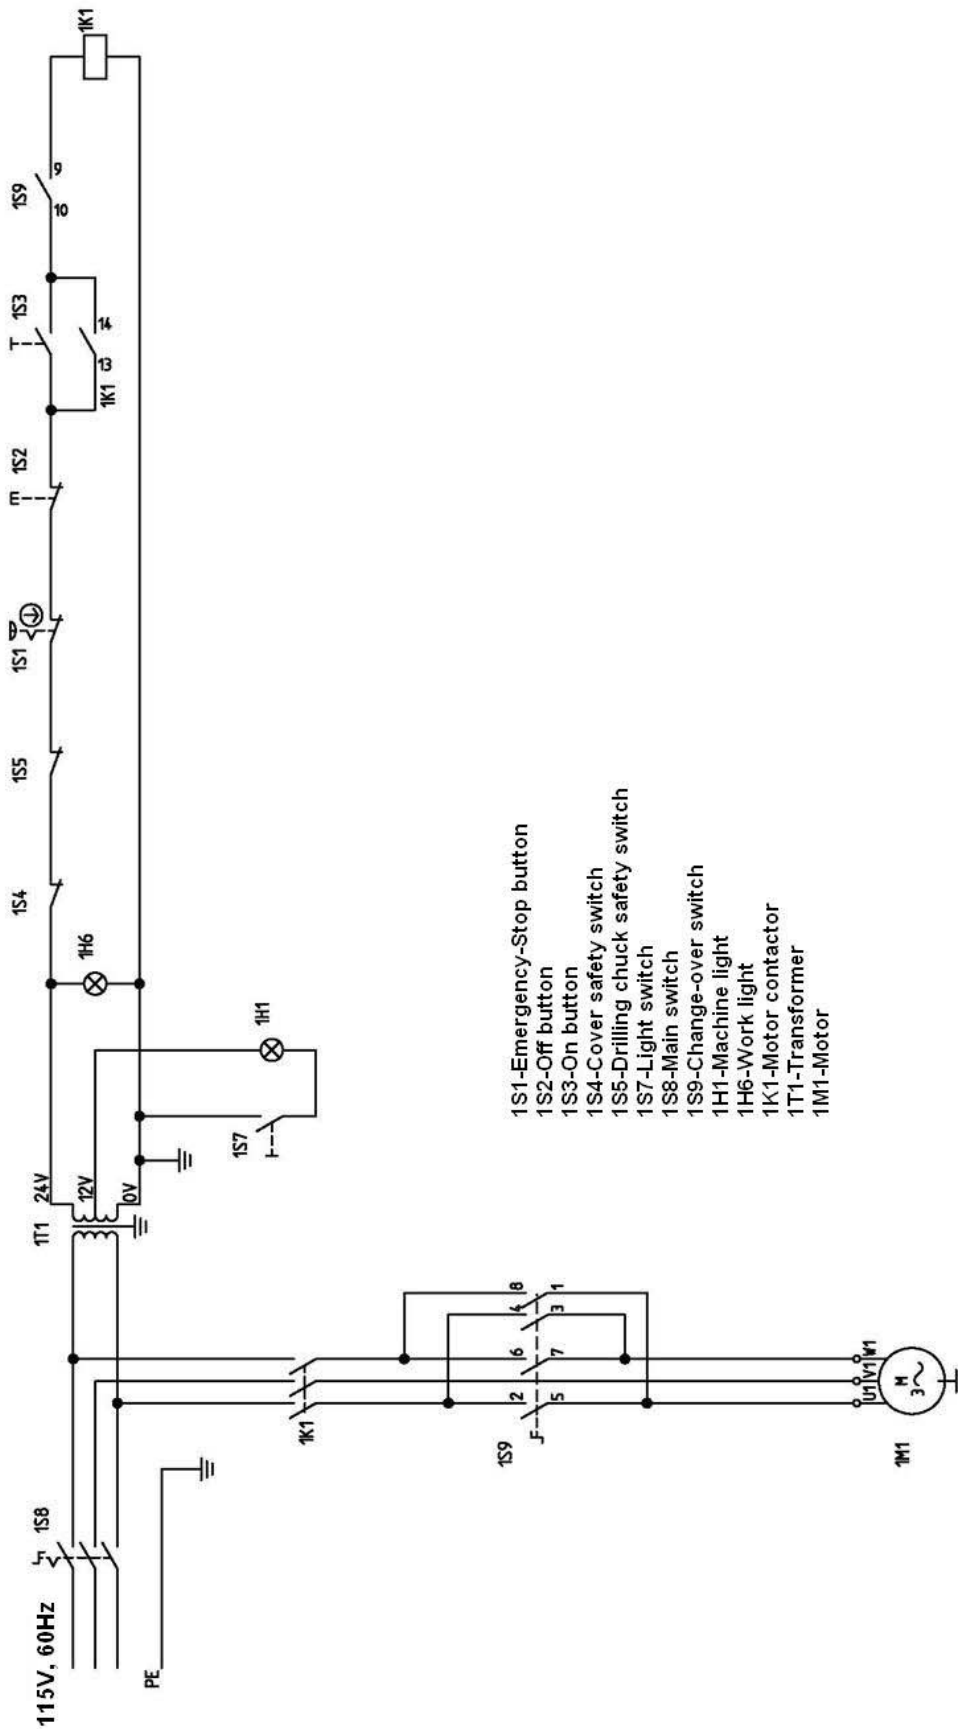 115V, 60Hz
1S8
PE
1T1
24V
12V
0V
1S7
1H1
1H6
1S4
1S5
1S1
1S2
1S3
1K1
13
14
1S9
10
9
1K1
1K1
1S9
2
6
4
8
5
7
3
1
U1
V1
W1
M
3~
1M1
1S1-Emergency-Stop button
1S2-Off button
1S3-On button
1S4-Cover safety switch
1S5-Drilling chuck safety switch
1S7-Light switch
1S8-Main switch
1S9-Change-over switch
1H1-Machine light
1H6-Work light
1K1-Motor contactor
1T1-Transformer
1M1-Motor